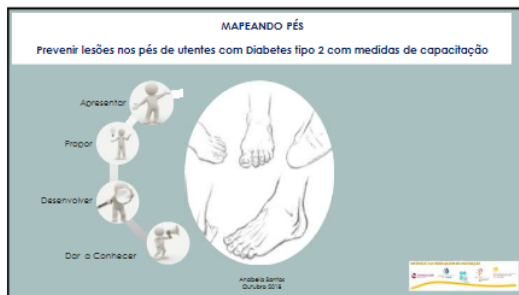 MAPEANDO PÉS
Prevenir lesões nos pés de utentes com Diabetes tipo 2 com medidas de capacitação
Apresentar
Propor
Desenvolver
Dar a Conhecer
Anabela Santos
Outubro 2018